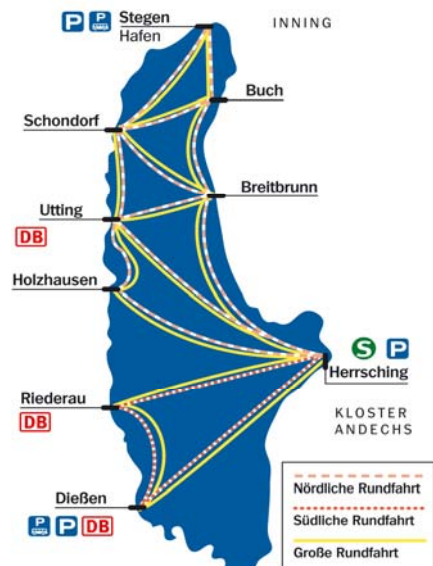 P P Stegen
Hafen
INNING
Buch
Schondorf
Breitbrunn
Utting
DB
Holzhausen
S P
Herrsching
Riederau
DB
KLOSTER
ANDECHS
Dießen
P P DB
Nördliche Rundfahrt
Südliche Rundfahrt
Große Rundfahrt